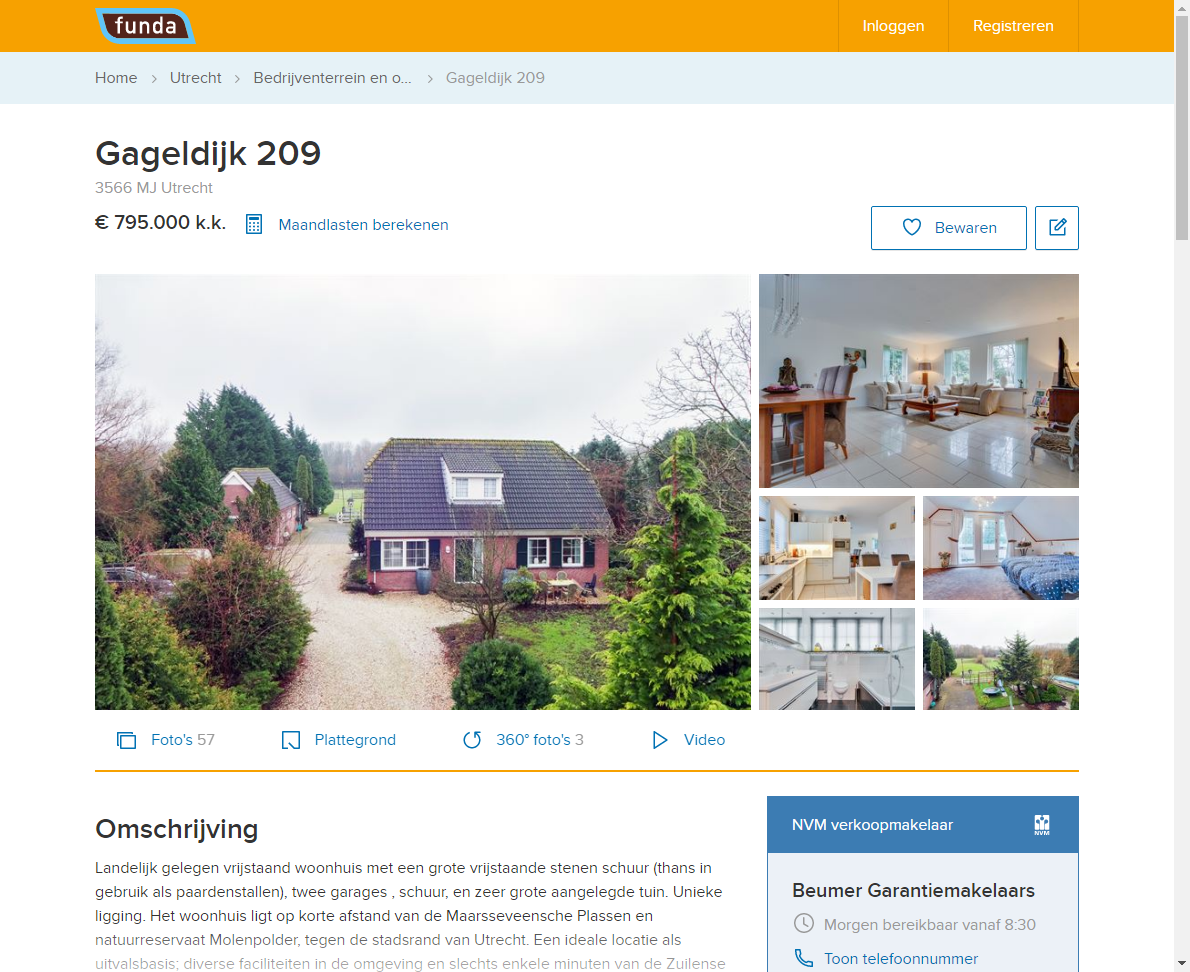 funda
Inloggen
Registreren
Home > Utrecht > Bedrijventerrein en o... > Gageldijk 209
Gageldijk 209
3566 MJ Utrecht
€ 795.000 k.k.
Maandlasten berekenen
Bewaren
Foto's 57
Plattegrond
360° foto's 3
Video
Omschrijving
Landelijk gelegen vrijstaand woonhuis met een grote vrijstaande stenen schuur (thans in
gebruik als paardenstallen), twee garages , schuur, en zeer grote aangelegde tuin. Unieke
ligging. Het woonhuis ligt op korte afstand van de Maarsseveensche Plassen en
natuurreservaat Molenpolder, tegen de stadsrand van Utrecht. Een ideale locatie als
uitvalsbasis; diverse faciliteiten in de omgeving en slechts enkele minuten van de Zuilense
NVM verkoopmakelaar
NVM
Beumer Garantiemakelaars
Morgen bereikbaar vanaf 8:30
Toon telefoonnummer